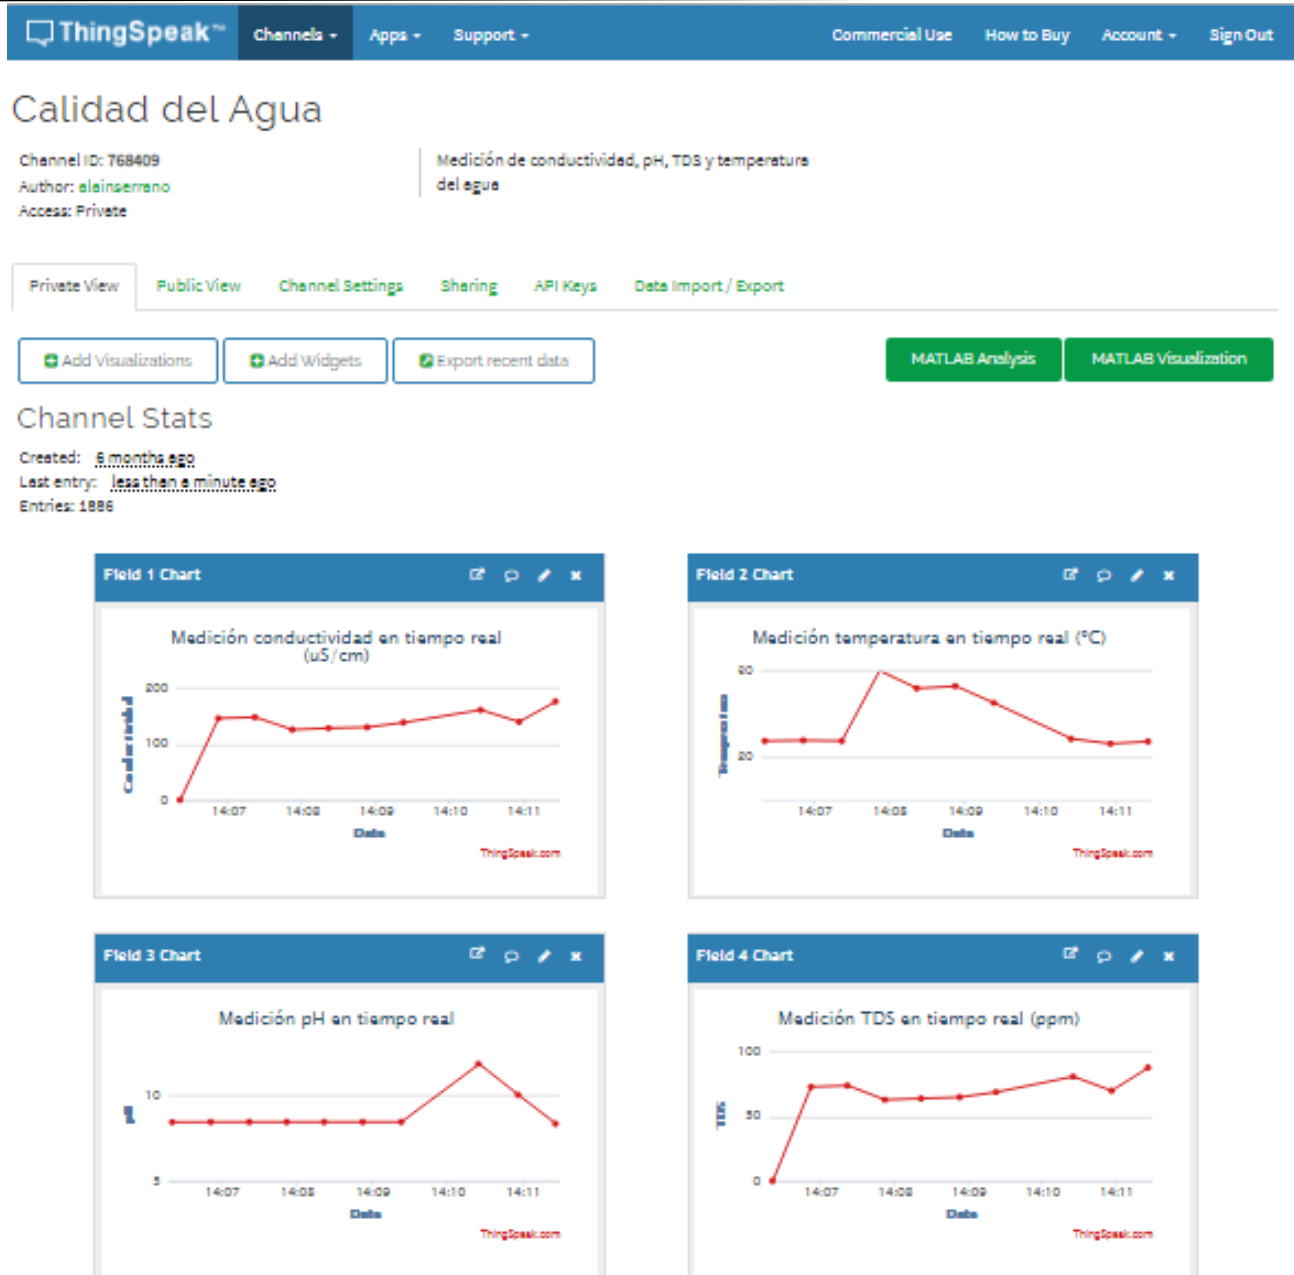 ThingSpeak™ Channels Apps Support Commercial Use How to Buy Account Sign Out
Calidad del Agua
Channel ID: 768409
Author: alainserrano
Access: Private
Medición de conductividad, pH, TDS y temperatura
del agua
Private View Public View Channel Settings Sharing API Keys Data Import / Export
Add Visualizations Add Widgets Export recent data MATLAB Analysis MATLAB Visualization
Channel Stats
Created: 6 months ago
Last entry: less than a minute ago
Entries: 1886
Field 1 Chart
Medición conductividad en tiempo real
(uS/cm)
Conductividad
200
100
0
14:07 14:08 14:09 14:10 14:11
Date
ThingSpeak.com
Field 2 Chart
Medición temperatura en tiempo real (°C)
Temperatura
20
14:07 14:08 14:09 14:10 14:11
Date
ThingSpeak.com
Field 3 Chart
Medición pH en tiempo real
pH
10
5
14:07 14:08 14:09 14:10 14:11
Date
ThingSpeak.com
Field 4 Chart
Medición TDS en tiempo real (ppm)
TDS
100
50
0
14:07 14:08 14:09 14:10 14:11
Date
ThingSpeak.com